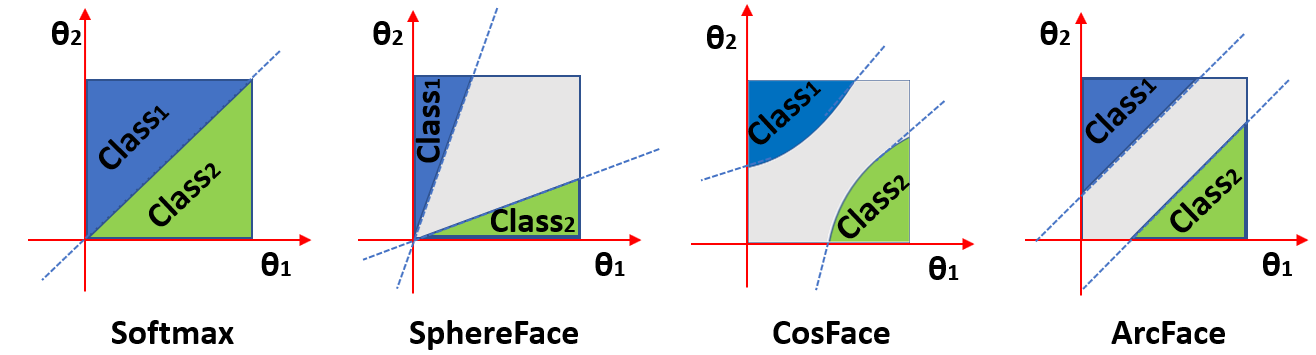 θ2
Class1
Class2
θ1
Softmax
θ2
Class1
Class2
θ1
SphereFace
θ2
Class1
Class2
θ1
CosFace
θ2
Class1
Class2
θ1
ArcFace